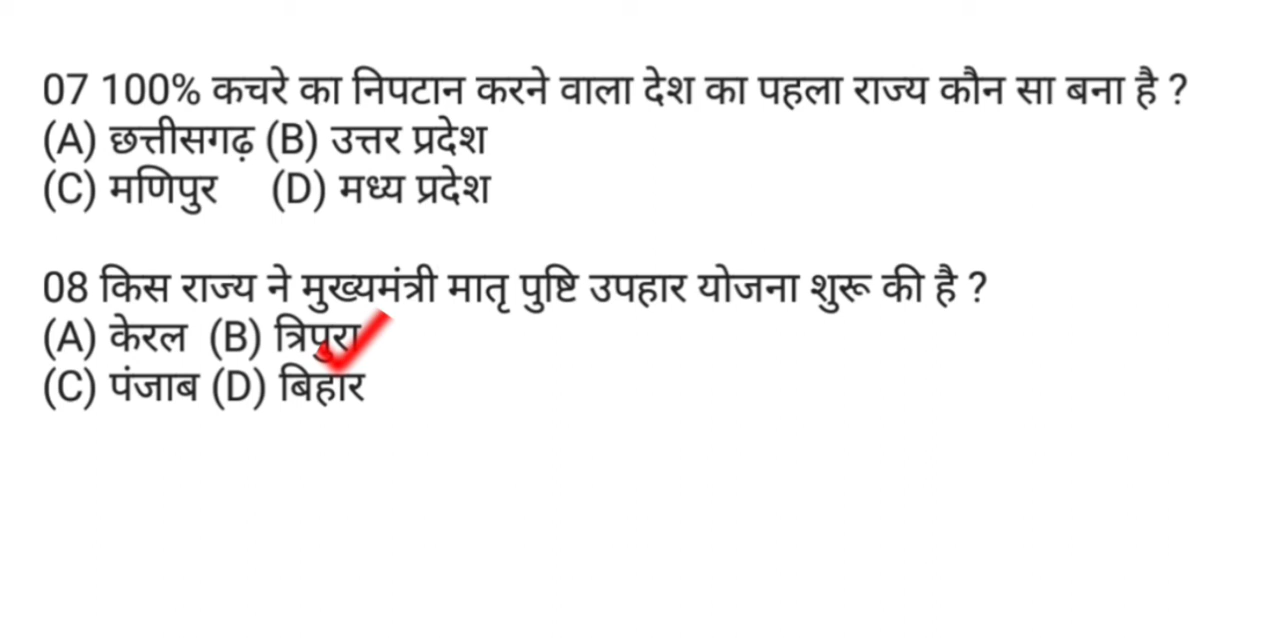 07 100% कचरे का निपटान करने वाला देश का पहला राज्य कौन सा बना है ?
(A) छत्तीसगढ़ (B) उत्तर प्रदेश
(C) मणिपुर (D) मध्य प्रदेश
08 किस राज्य ने मुख्यमंत्री मातृ पुष्टि उपहार योजना शुरू की है ?
(A) केरल (B) त्रिपुरा
(C) पंजाब (D) बिहार